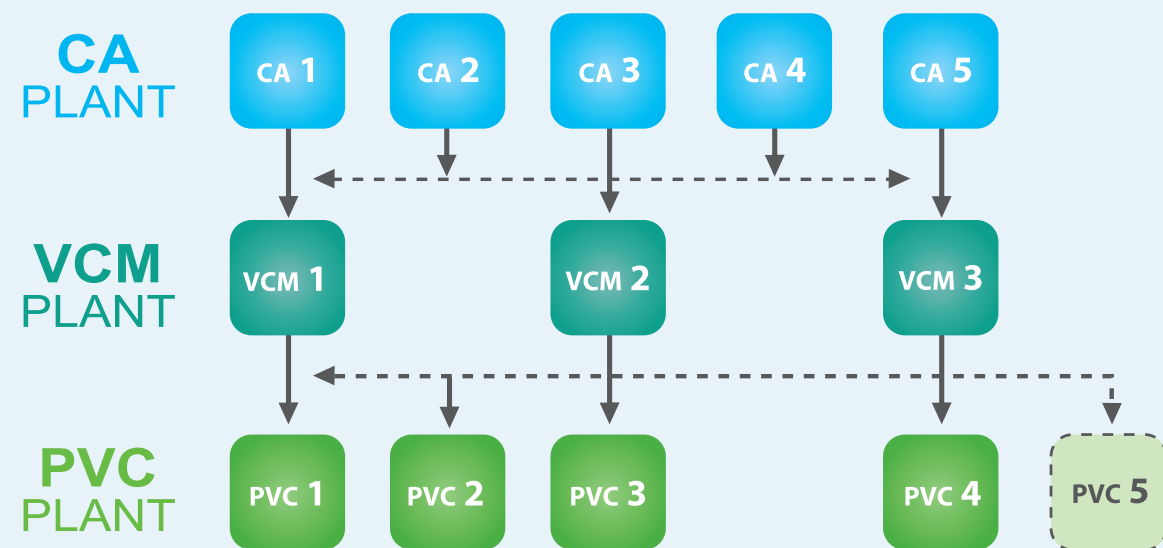 CA
PLANT
CA 1
CA 2
CA 3
CA 4
CA 5
VCM
PLANT
VCM 1
VCM 2
VCM 3
PVC
PLANT
PVC 1
PVC 2
PVC 3
PVC 4
PVC 5